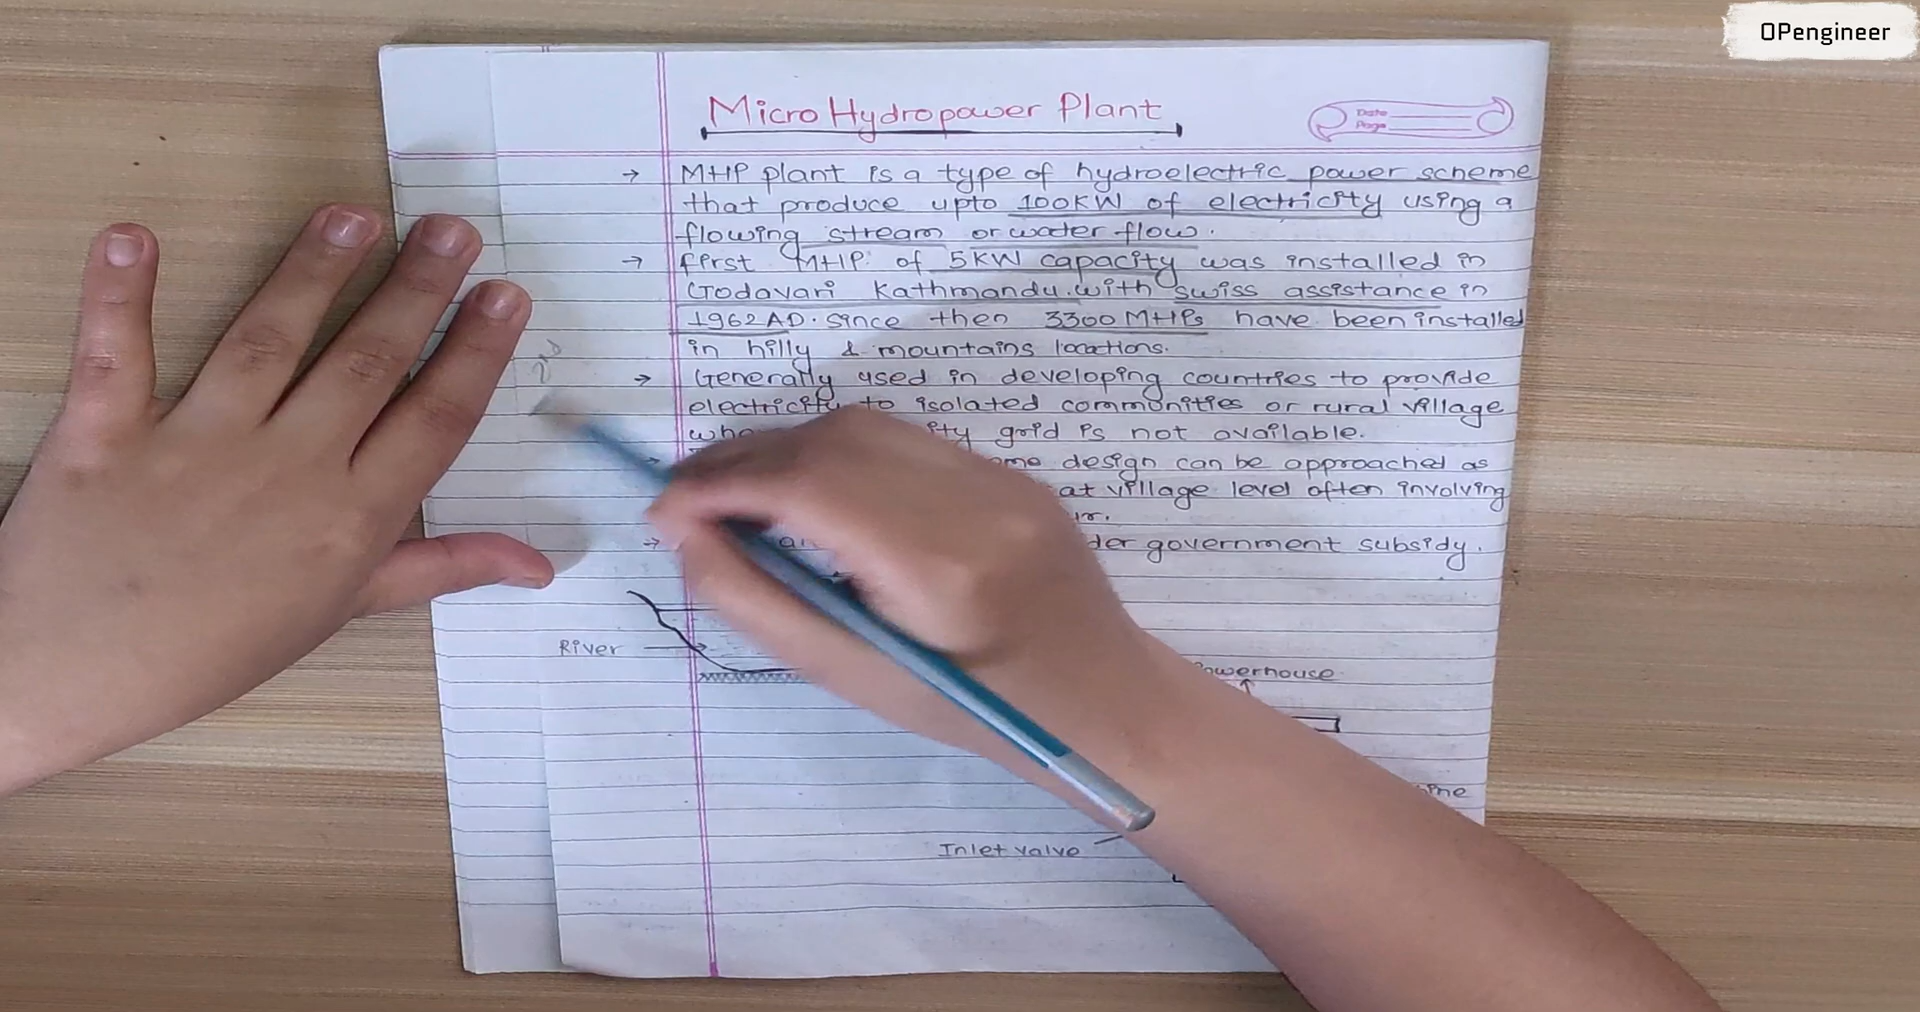 OPengineer
Micro Hydropower Plant
Date
Page
→ MHP plant is a type of hydroelectric power scheme
that produce upto 100KW of electricity using a
flowing stream or water flow.
→ first MHP of 5KW capacity was installed in
Godavari Kathmandu with swiss assistance in
1962AD. since then 3300 MHPs have been installed
in hilly & mountains locations.
→ Generally used in developing countries to provide
electricity to isolated communities or rural village
grid is not available.
design can be approached as
at village level often involving
→ government subsidy.
River
Powerhouse
Inlet valve